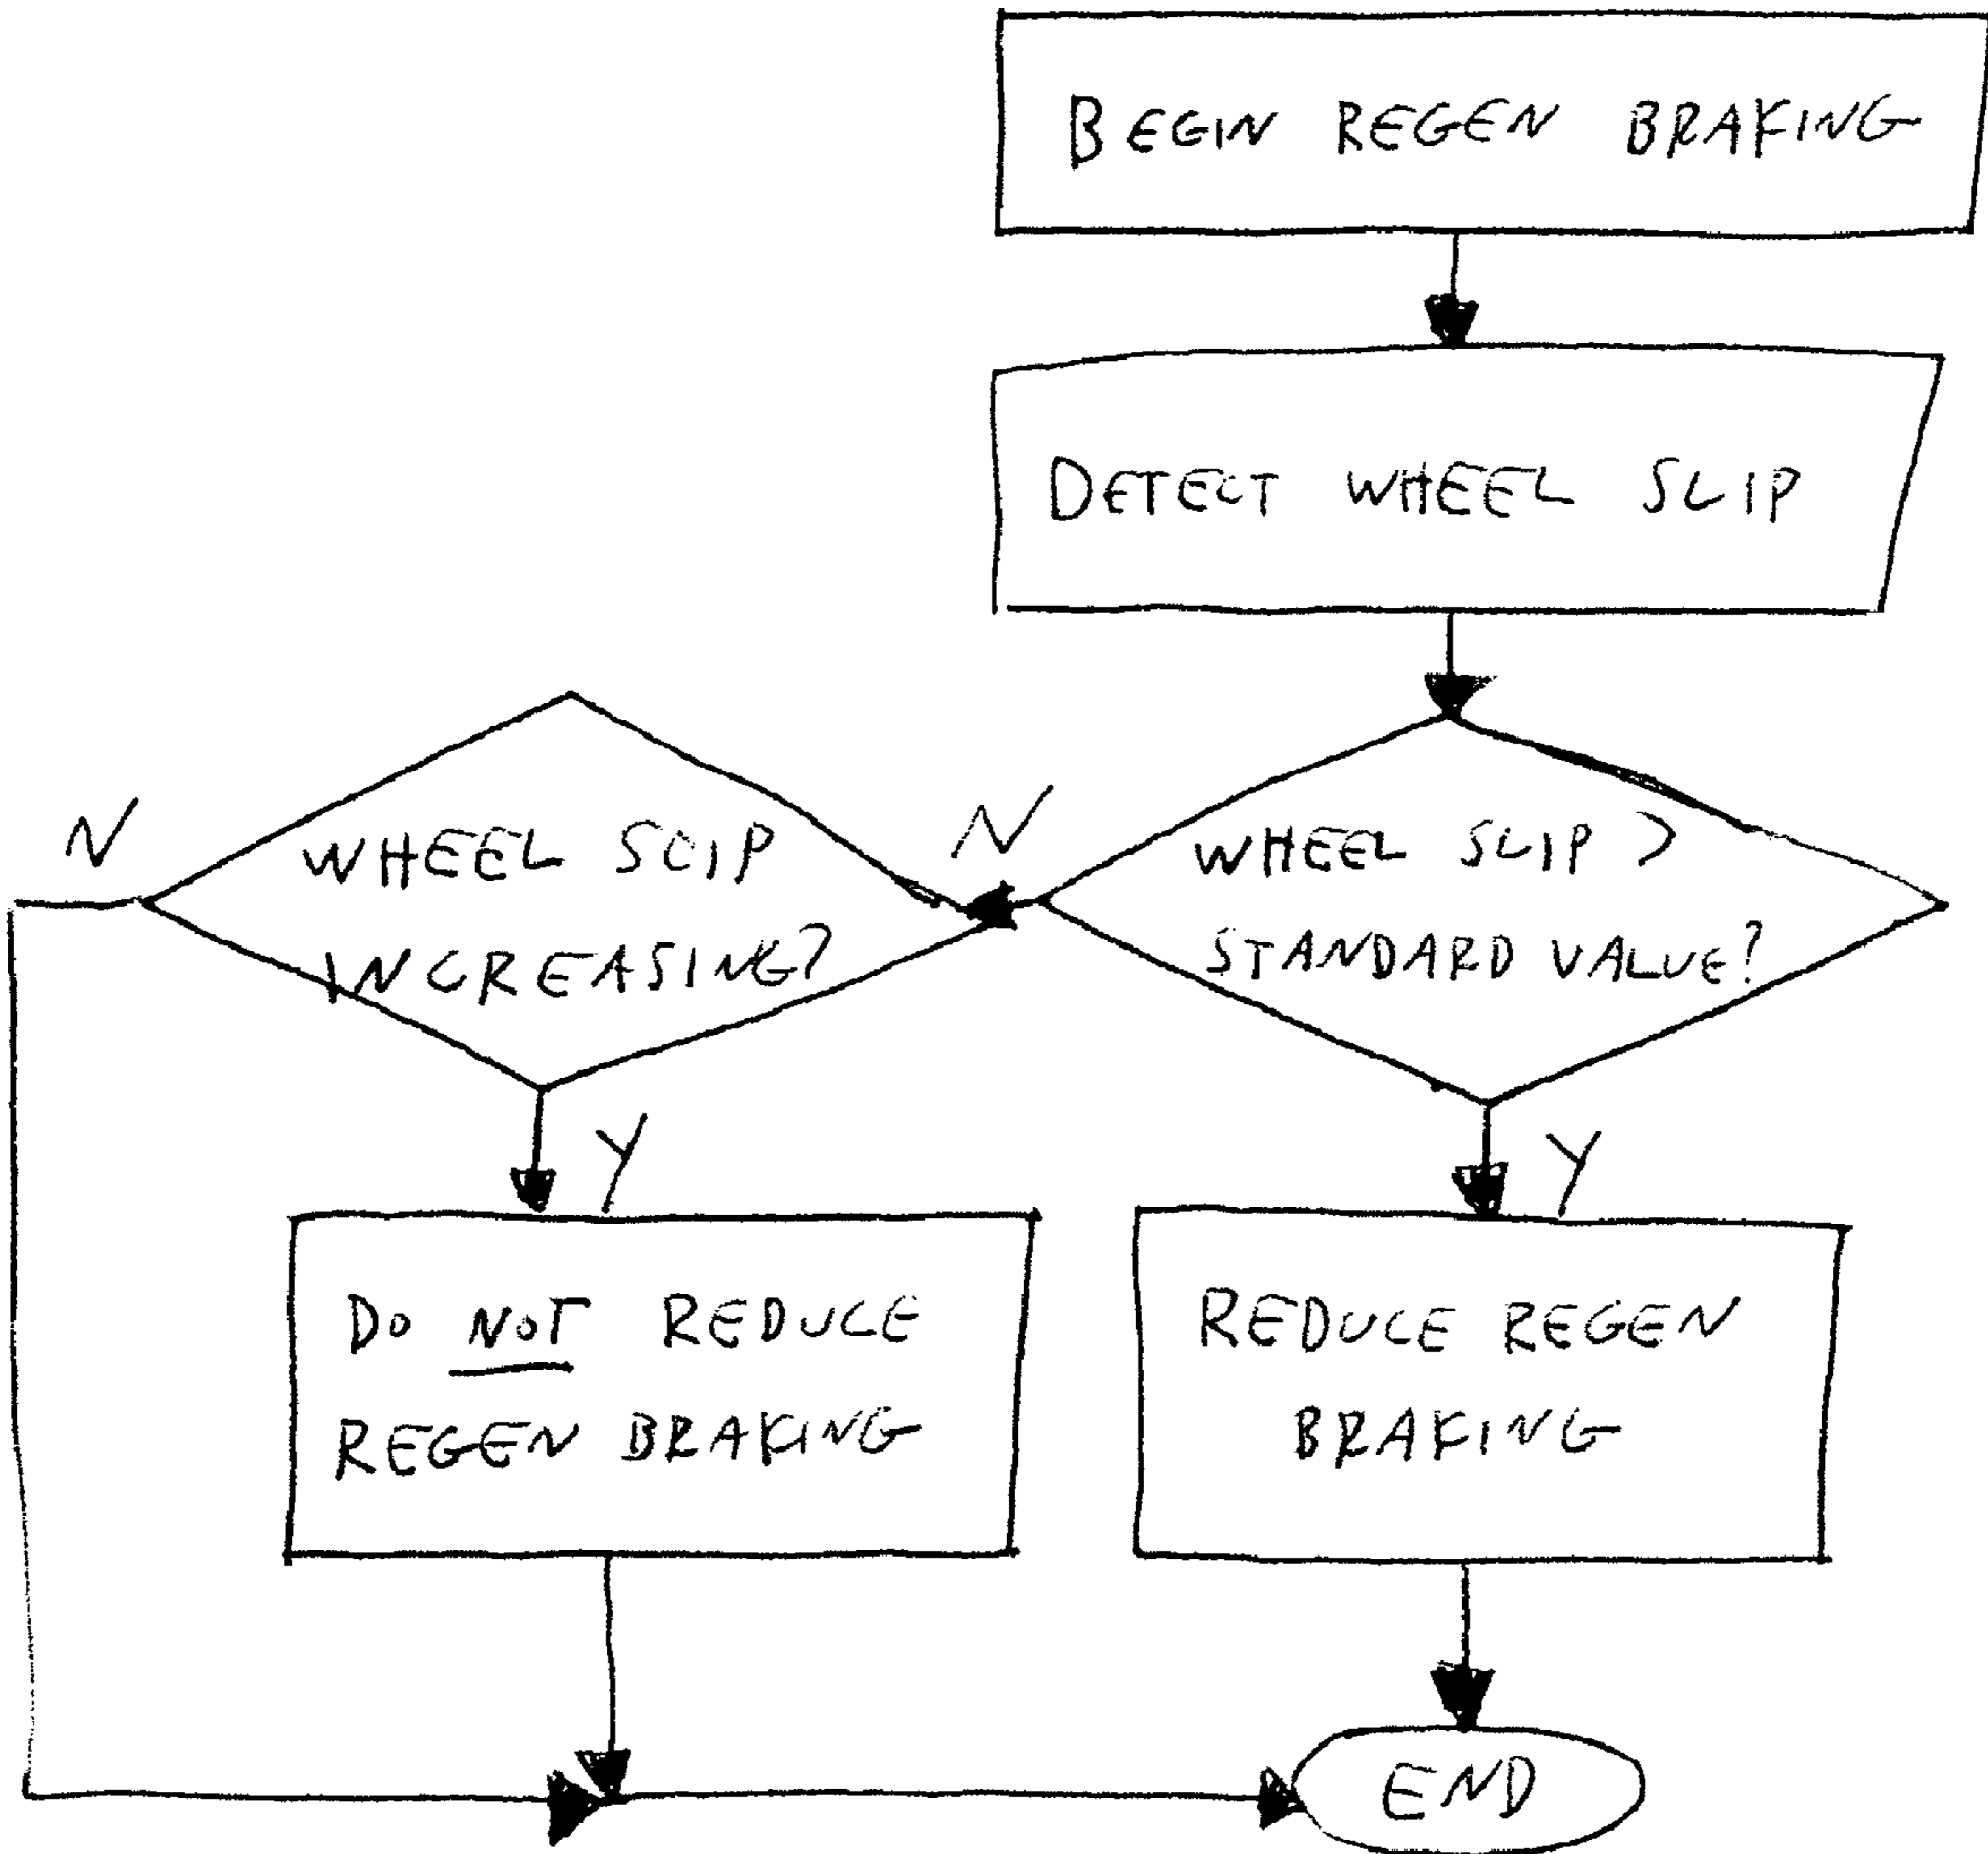 BEGIN REGEN BRAKING
DETECT WHEEL SLIP
N
WHEEL SLIP
INCREASING?
N
WHEEL SLIP >
STANDARD VALUE?
Y
Y
DO NOT REDUCE
REGEN BRAKING
REDUCE REGEN
BRAKING
END